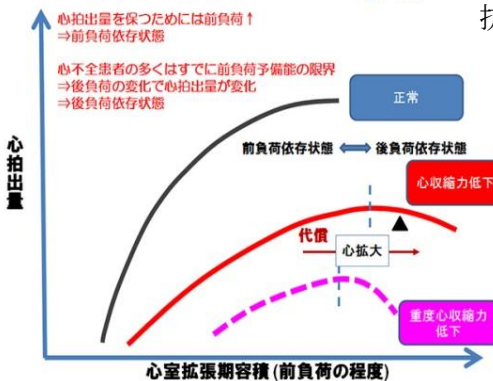 心拍出量を保つためには前負荷↑
⇒前負荷依存状態
心不全患者の多くはすでに前負荷予備能の限界
⇒後負荷の変化で心拍出量が変化
⇒後負荷依存状態
正常
前負荷依存状態 後負荷依存状態
心収縮力低下
代償
心拡大
重度心収縮力
低下
心拍出量
心室拡張期容積(前負荷の程度)